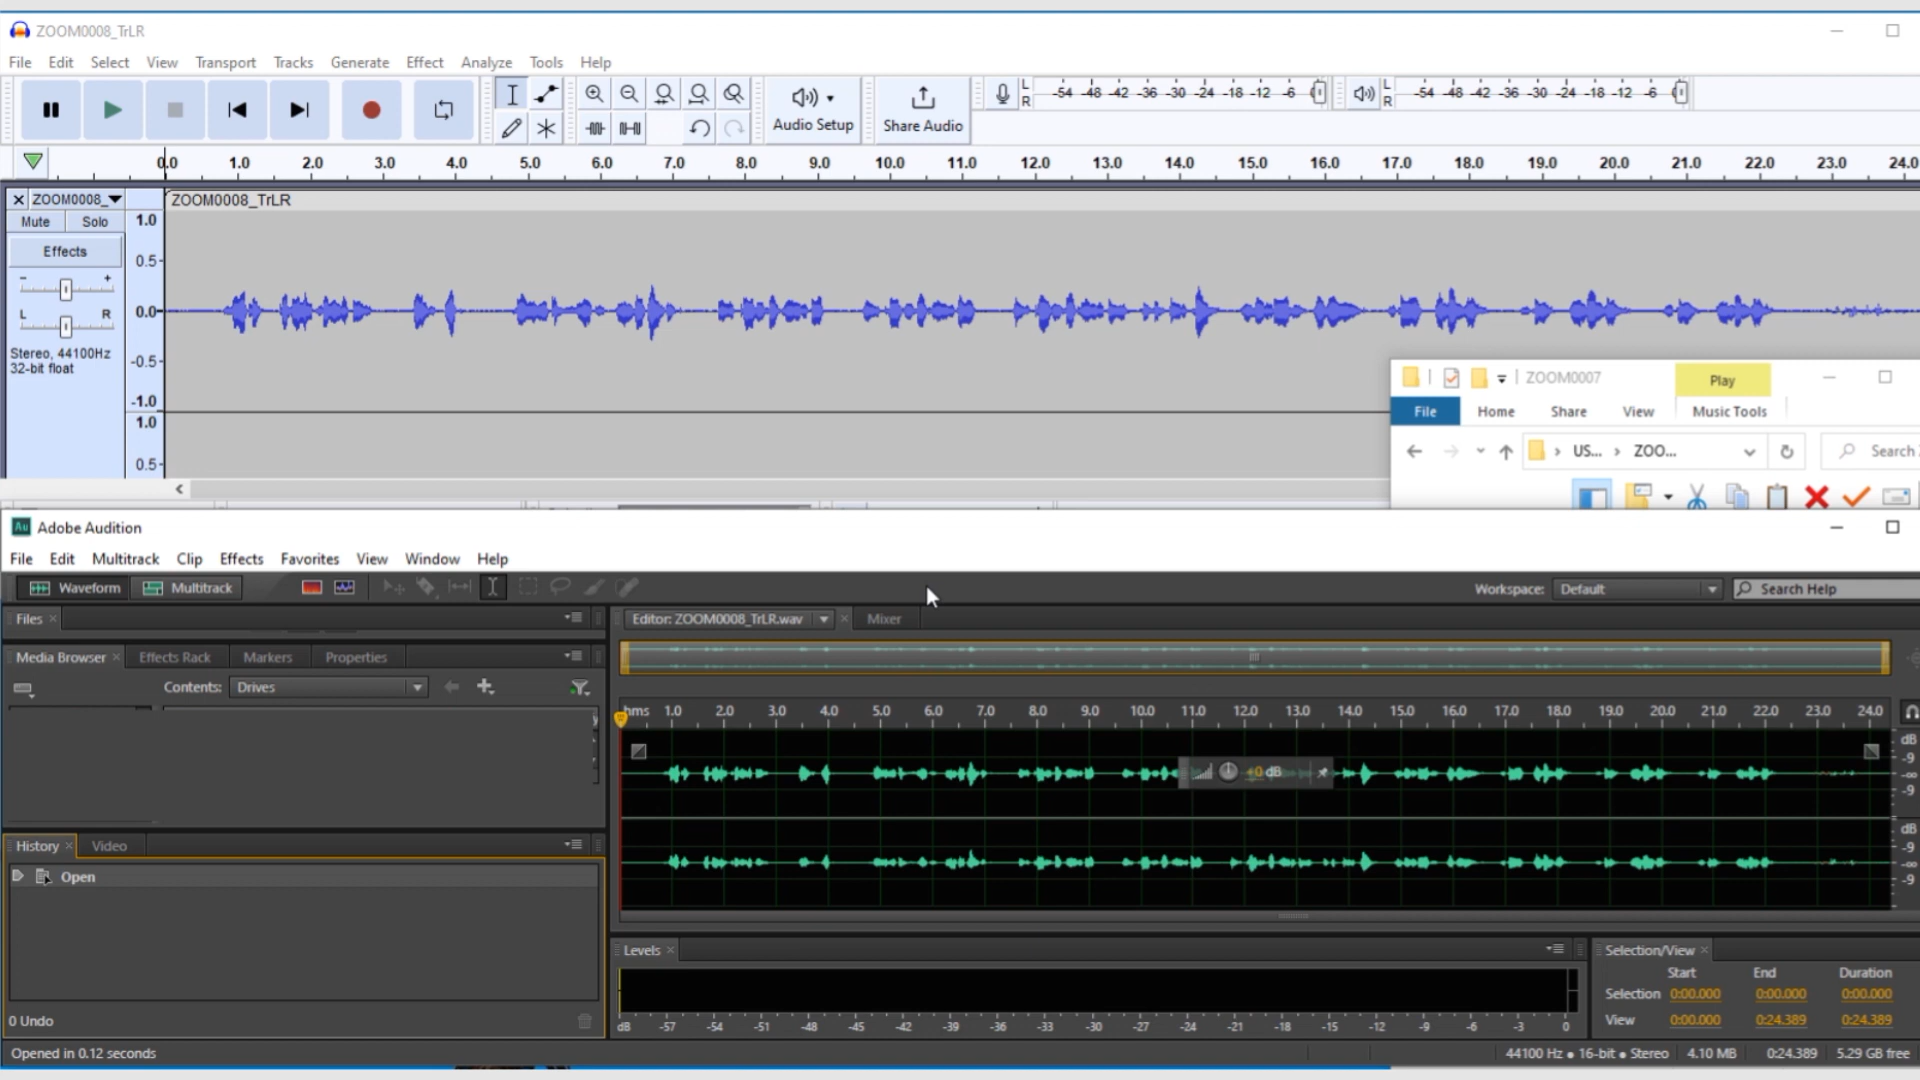 ZOOM0008_TrLR
File Edit Select View Transport Tracks Generate Effect Analyze Tools Help
Audio Setup
Share Audio
L
R
-54 -48 -42 -36 -30 -24 -18 -12 -6
L
R
-54 -48 -42 -36 -30 -24 -18 -12 -6
0.0 1.0 2.0 3.0 4.0 5.0 6.0 7.0 8.0 9.0 10.0 11.0 12.0 13.0 14.0 15.0 16.0 17.0 18.0 19.0 20.0 21.0 22.0 23.0 24.0
ZOOM0008_
ZOOM0008_TrLR
Mute Solo
Effects
- +
L R
Stereo, 44100Hz
32-bit float
1.0
0.5
0.0
-0.5
-1.0
1.0
0.5
ZOOM0007
Play
File Home Share View Music Tools
US... ZOO...
Search
Au Adobe Audition
File Edit Multitrack Clip Effects Favorites View Window Help
Waveform Multitrack
Workspace: Default
Search Help
Files
Editor: ZOOM0008_TrLR.wav
Mixer
Media Browser Effects Rack Markers Properties
Contents: Drives
hms 1.0 2.0 3.0 4.0 5.0 6.0 7.0 8.0 9.0 10.0 11.0 12.0 13.0 14.0 15.0 16.0 17.0 18.0 19.0 20.0 21.0 22.0 23.0 24.0
dB
-9
-∞
-9
+0 dB
dB
-9
-∞
-9
History Video
Open
0 Undo
Levels
dB -57 -54 -51 -48 -45 -42 -39 -36 -33 -30 -27 -24 -21 -18 -15 -12 -9 -6 -3 0
Selection/View
Start End Duration
Selection 0:00.000 0:00.000 0:00.000
View 0:00.000 0:24.389 0:24.389
Opened in 0.12 seconds
44100 Hz • 16-bit • Stereo 4.10 MB 0:24.389 5.29 GB free